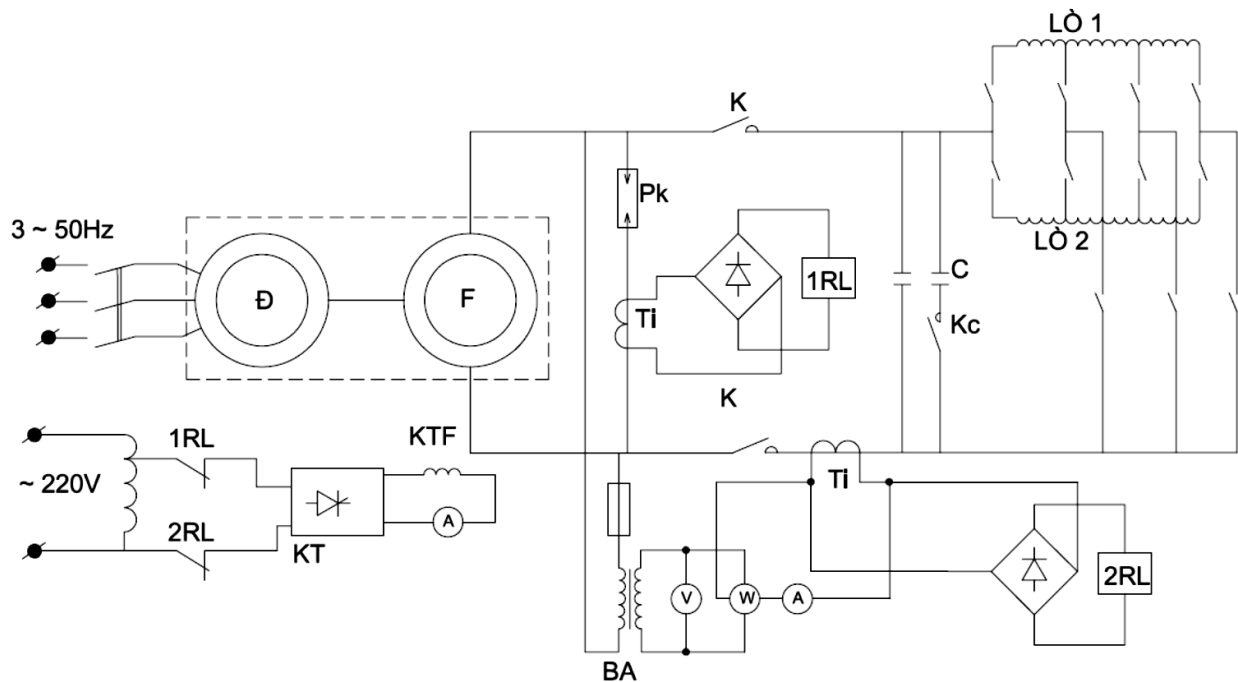 LÒ 1
K
Pk
3 ~ 50Hz
LÒ 2
Đ
F
1RL
C
Ti
Kc
K
KTF
1RL
~ 220V
Ti
A
2RL
KT
2RL
V
W
A
BA